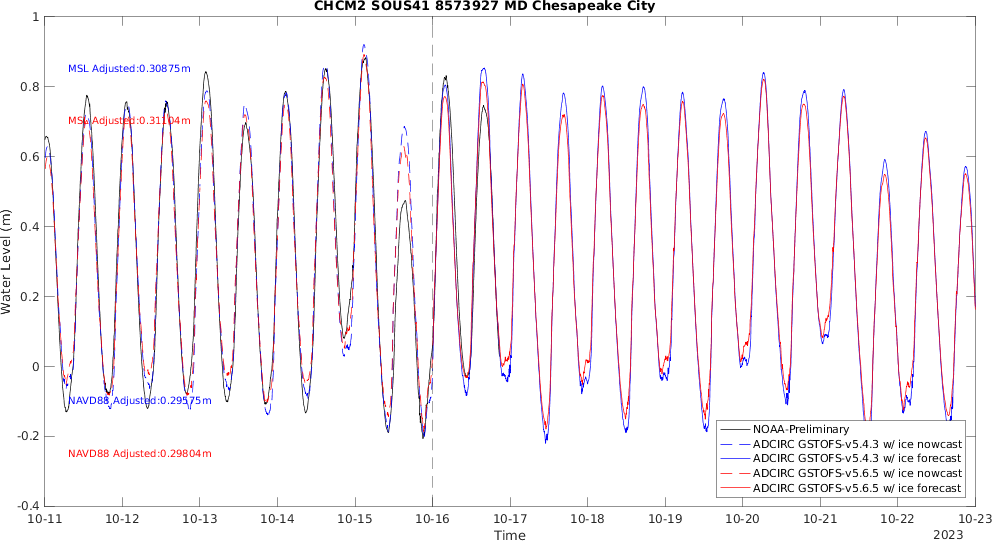 CHCM2 SOUS41 8573927 MD Chesapeake City
Water Level (m)
1
0.8
0.6
0.4
0.2
0
-0.2
-0.4
MSL Adjusted:0.30875m
MSL Adjusted:0.31104m
NAVD88 Adjusted:0.29575m
NAVD88 Adjusted:0.29804m
NOAA-Preliminary
ADCIRC GSTOFS-v5.4.3 w/ ice nowcast
ADCIRC GSTOFS-v5.4.3 w/ ice forecast
ADCIRC GSTOFS-v5.6.5 w/ ice nowcast
ADCIRC GSTOFS-v5.6.5 w/ ice forecast
10-11 10-12 10-13 10-14 10-15 10-16 10-17 10-18 10-19 10-20 10-21 10-22 10-23
Time
2023